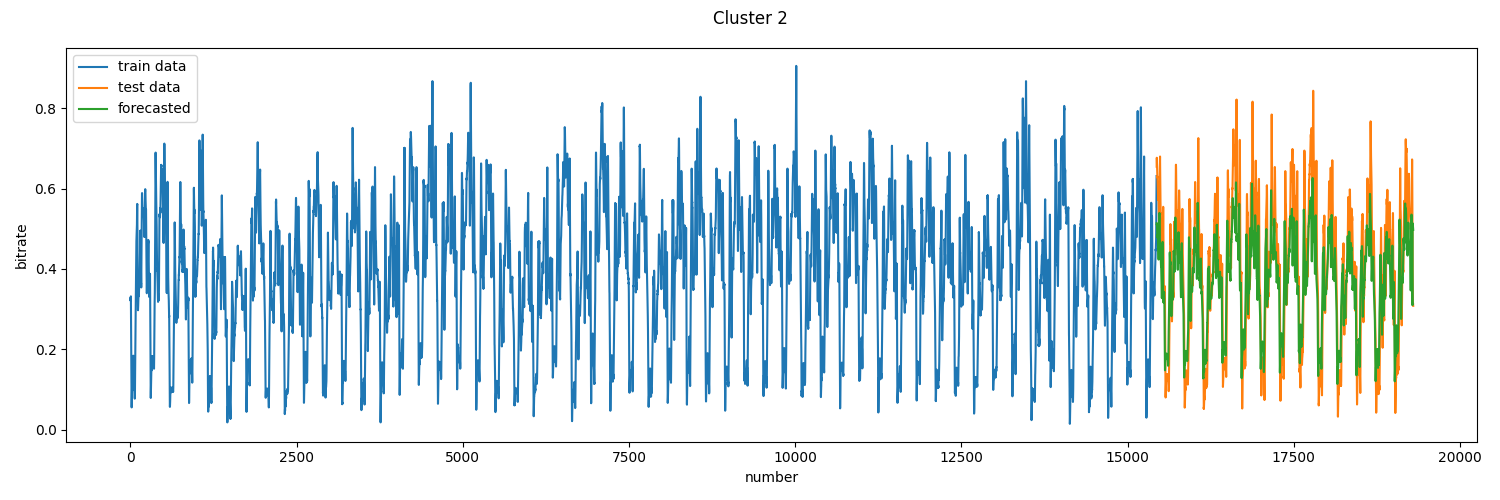 Cluster 2
train data
test data
forecasted
bitrate
0.8
0.6
0.4
0.2
0.0
0 2500 5000 7500 10000 12500 15000 17500 20000
number